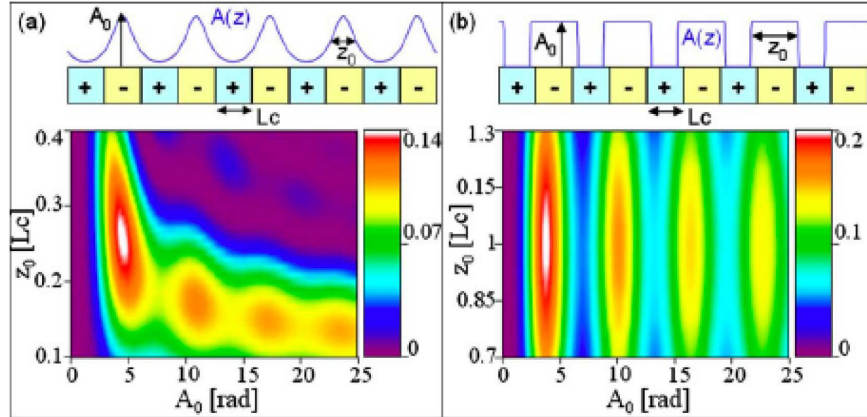 (a)
A₀
A(z)
z₀
+ - + - + - + - + -
Lc
0.4
0.3
0.2
0.1
z₀ [Lc]
0 5 10 15 20 25
A₀ [rad]
0.14
0.07
0
(b)
A₀
A(z)
z₀
+ - + - + - + - + -
Lc
1.3
0.15
1
0.85
0.7
z₀ [Lc]
0 5 10 15 20 25
A₀ [rad]
0.2
0.1
0